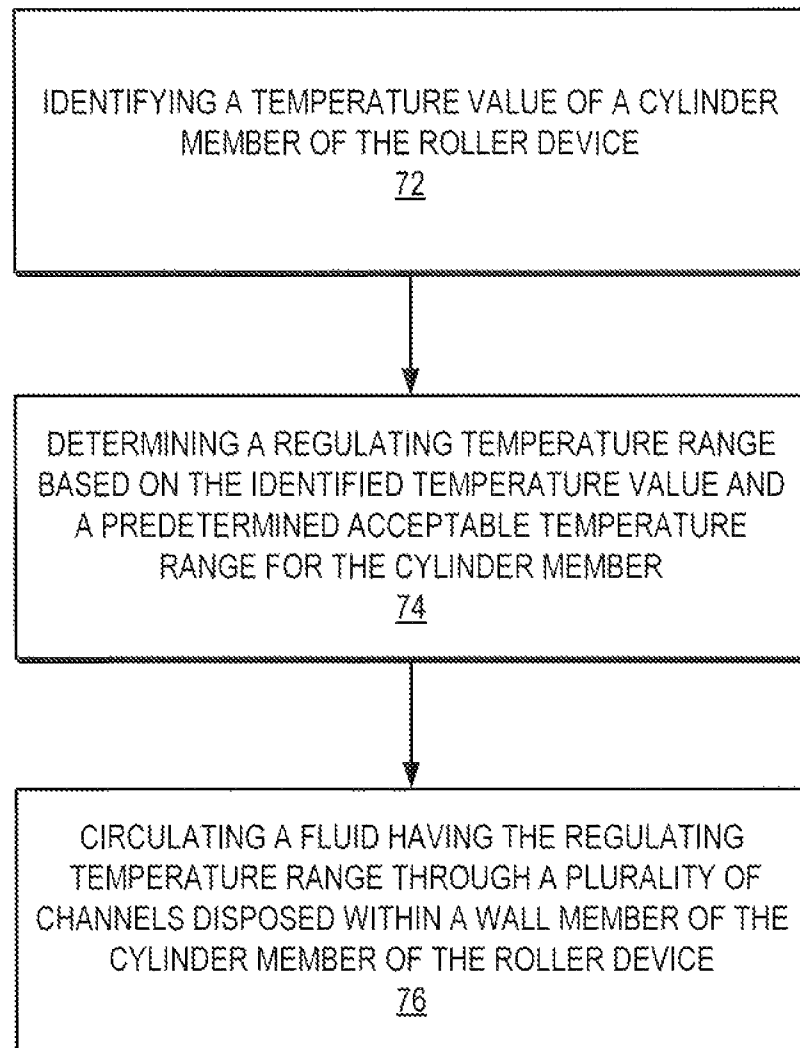 IDENTIFYING A TEMPERATURE VALUE OF A CYLINDER
MEMBER OF THE ROLLER DEVICE
72
DETERMINING A REGULATING TEMPERATURE RANGE
BASED ON THE IDENTIFIED TEMPERATURE VALUE AND
A PREDETERMINED ACCEPTABLE TEMPERATURE
RANGE FOR THE CYLINDER MEMBER
74
CIRCULATING A FLUID HAVING THE REGULATING
TEMPERATURE RANGE THROUGH A PLURALITY OF
CHANNELS DISPOSED WITHIN A WALL MEMBER OF THE
CYLINDER MEMBER OF THE ROLLER DEVICE
76